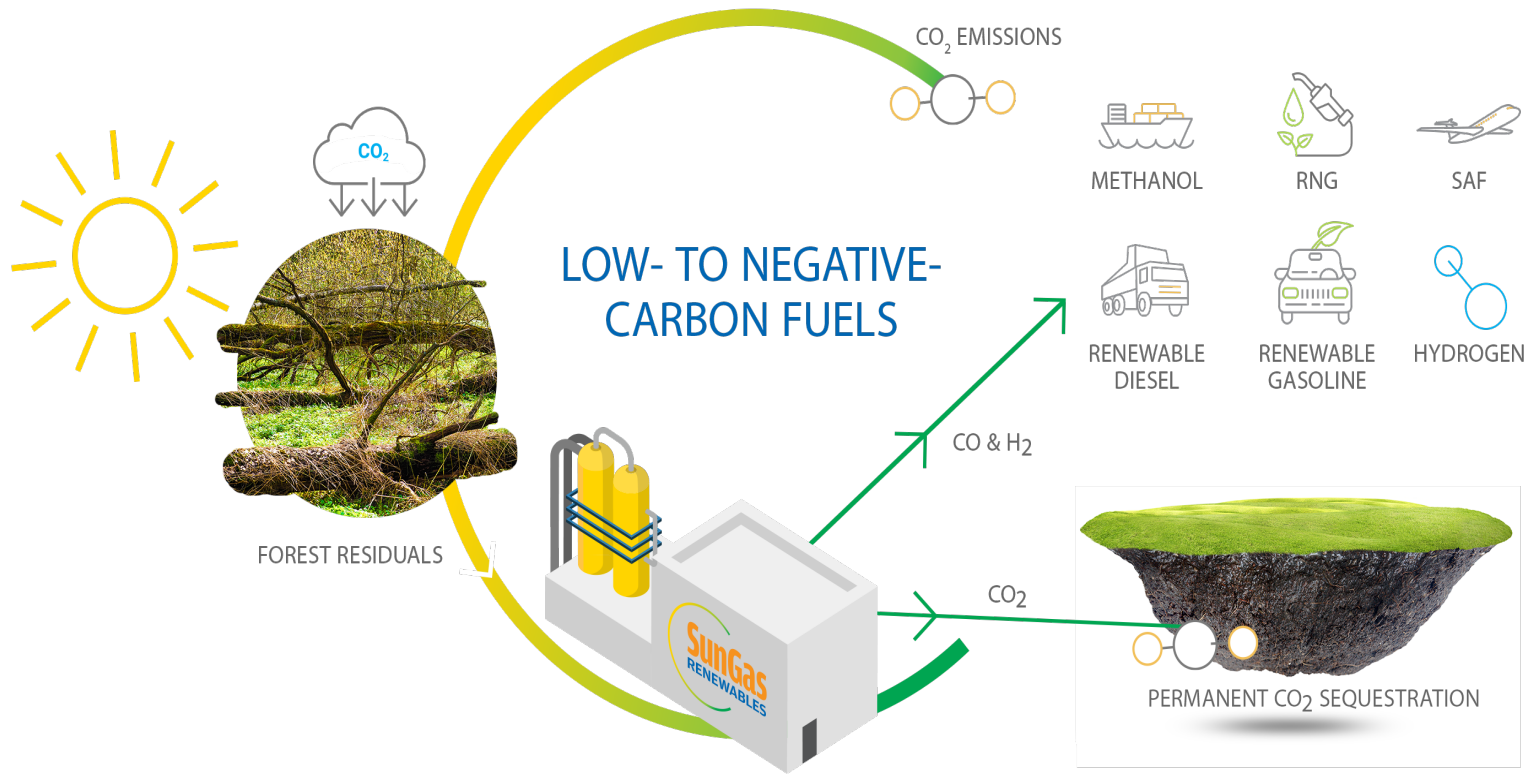 CO₂ EMISSIONS
CO₂
METHANOL
RNG
SAF
LOW- TO NEGATIVE-
CARBON FUELS
RENEWABLE
DIESEL
RENEWABLE
GASOLINE
HYDROGEN
CO & H₂
FOREST RESIDUALS
CO₂
SunGas
RENEWABLES
PERMANENT CO₂ SEQUESTRATION